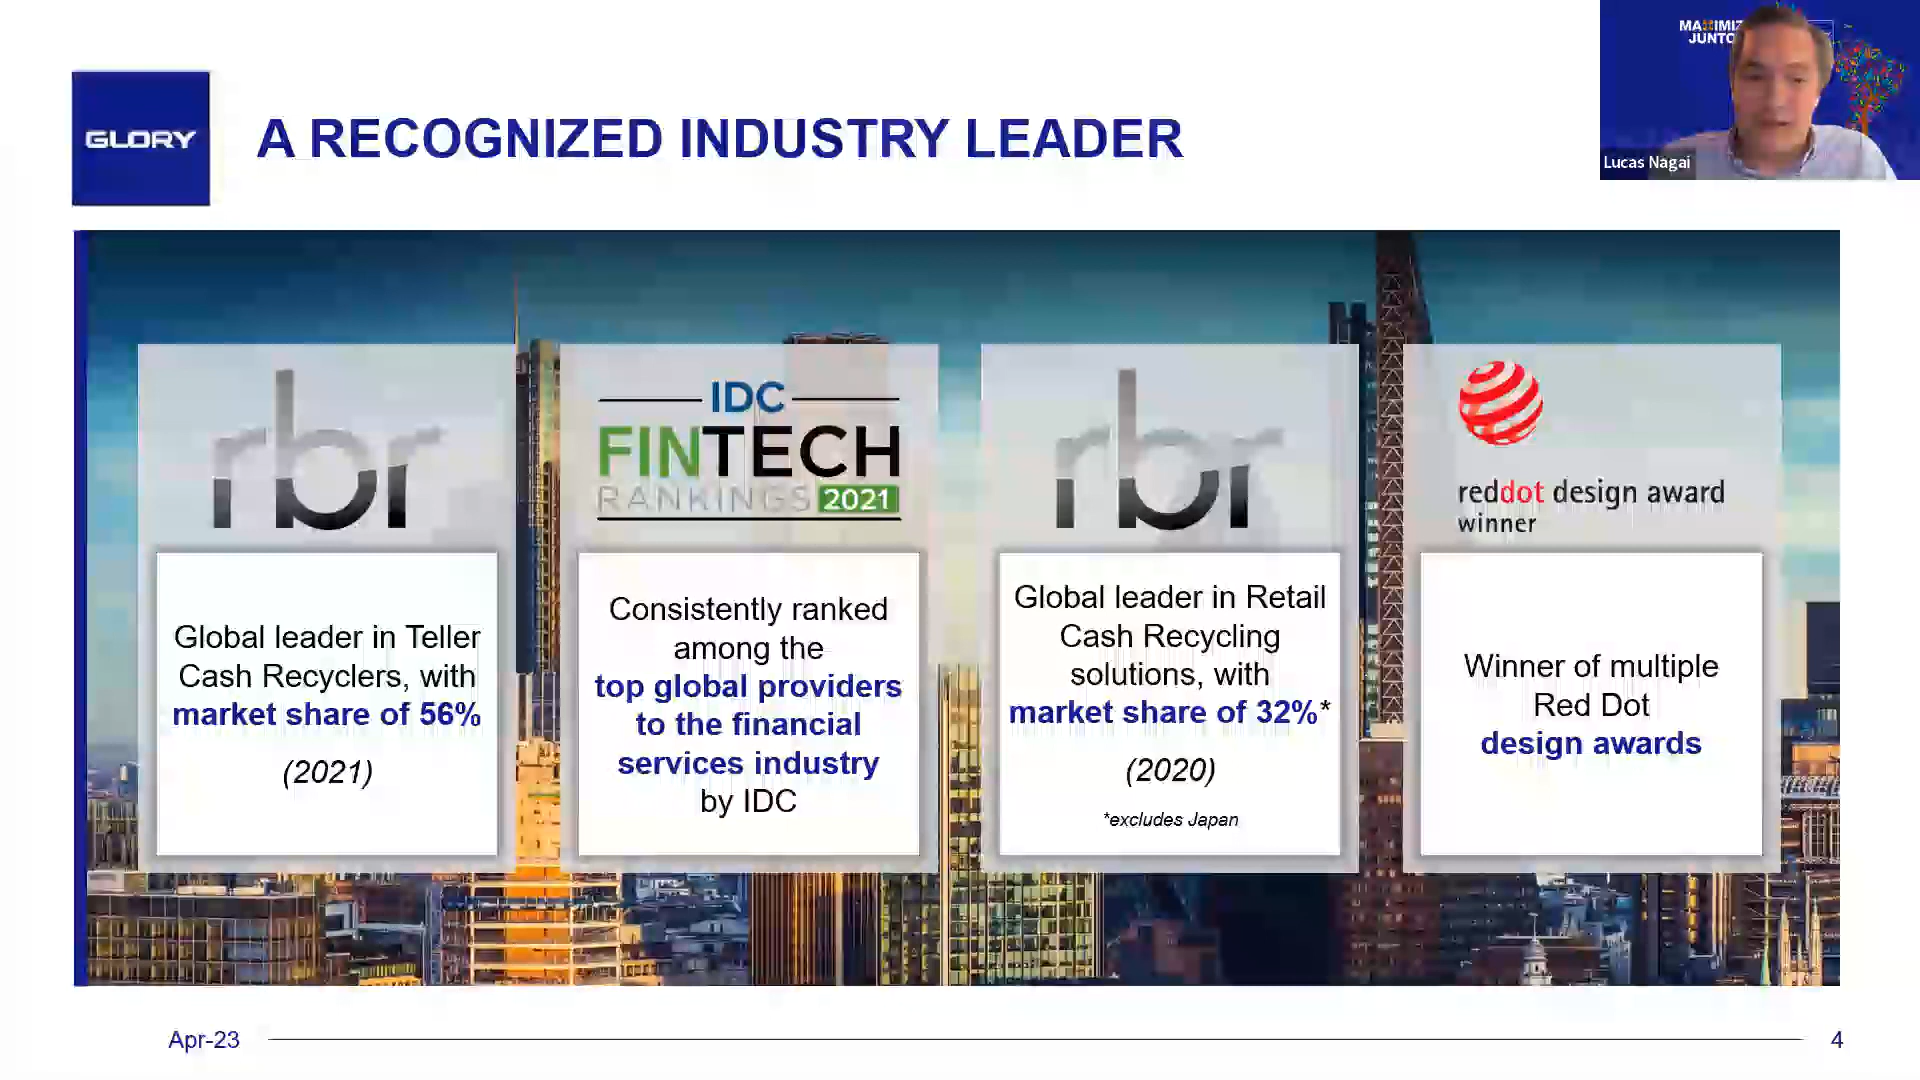 GLORY
A RECOGNIZED INDUSTRY LEADER
Lucas Nagai
rbr
Global leader in Teller
Cash Recyclers, with
market share of 56%
(2021)
IDC
FINTECH
RANKINGS 2021
Consistently ranked
among the
top global providers
to the financial
services industry
by IDC
rbr
Global leader in Retail
Cash Recycling
solutions, with
market share of 32%*
(2020)
*excludes Japan
reddot design award
winner
Winner of multiple
Red Dot
design awards
Apr-23
4